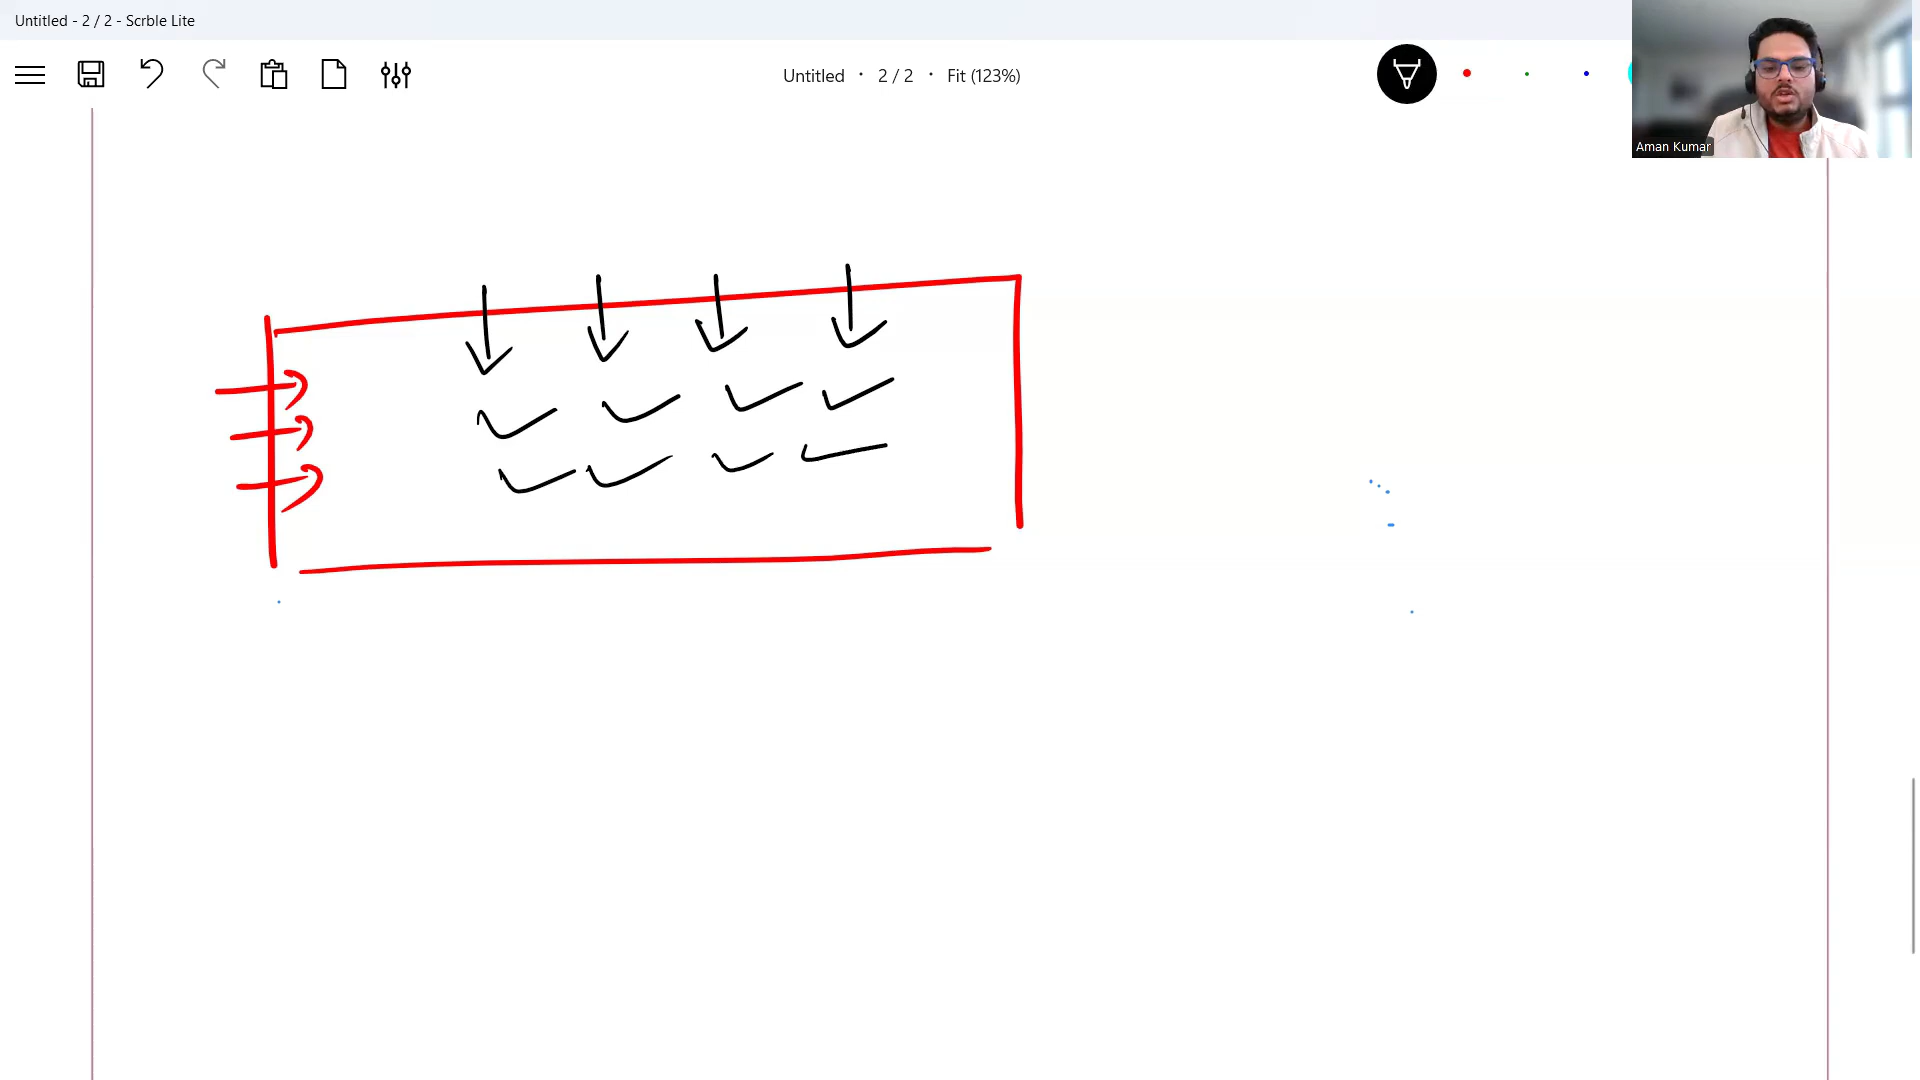 Untitled - 2 / 2 - Scrble Lite
Untitled · 2 / 2 · Fit (123%)
Aman Kumar